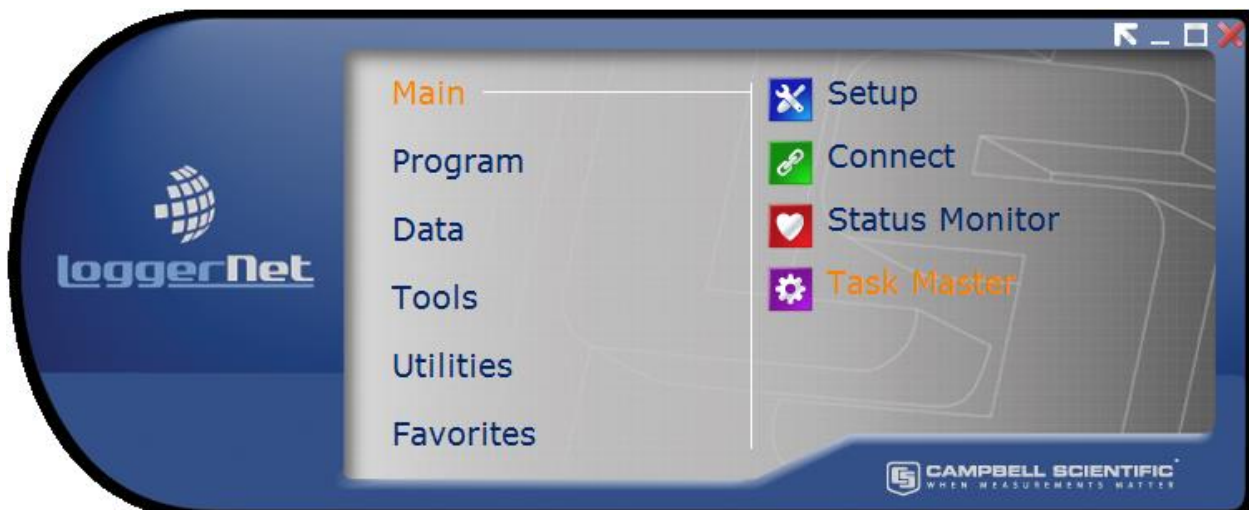 Main
Program
Data
Tools
Utilities
Favorites
Setup
Connect
Status Monitor
Task Master
LoggerNet
CAMPBELL SCIENTIFIC
WHEN MEASUREMENTS MATTER